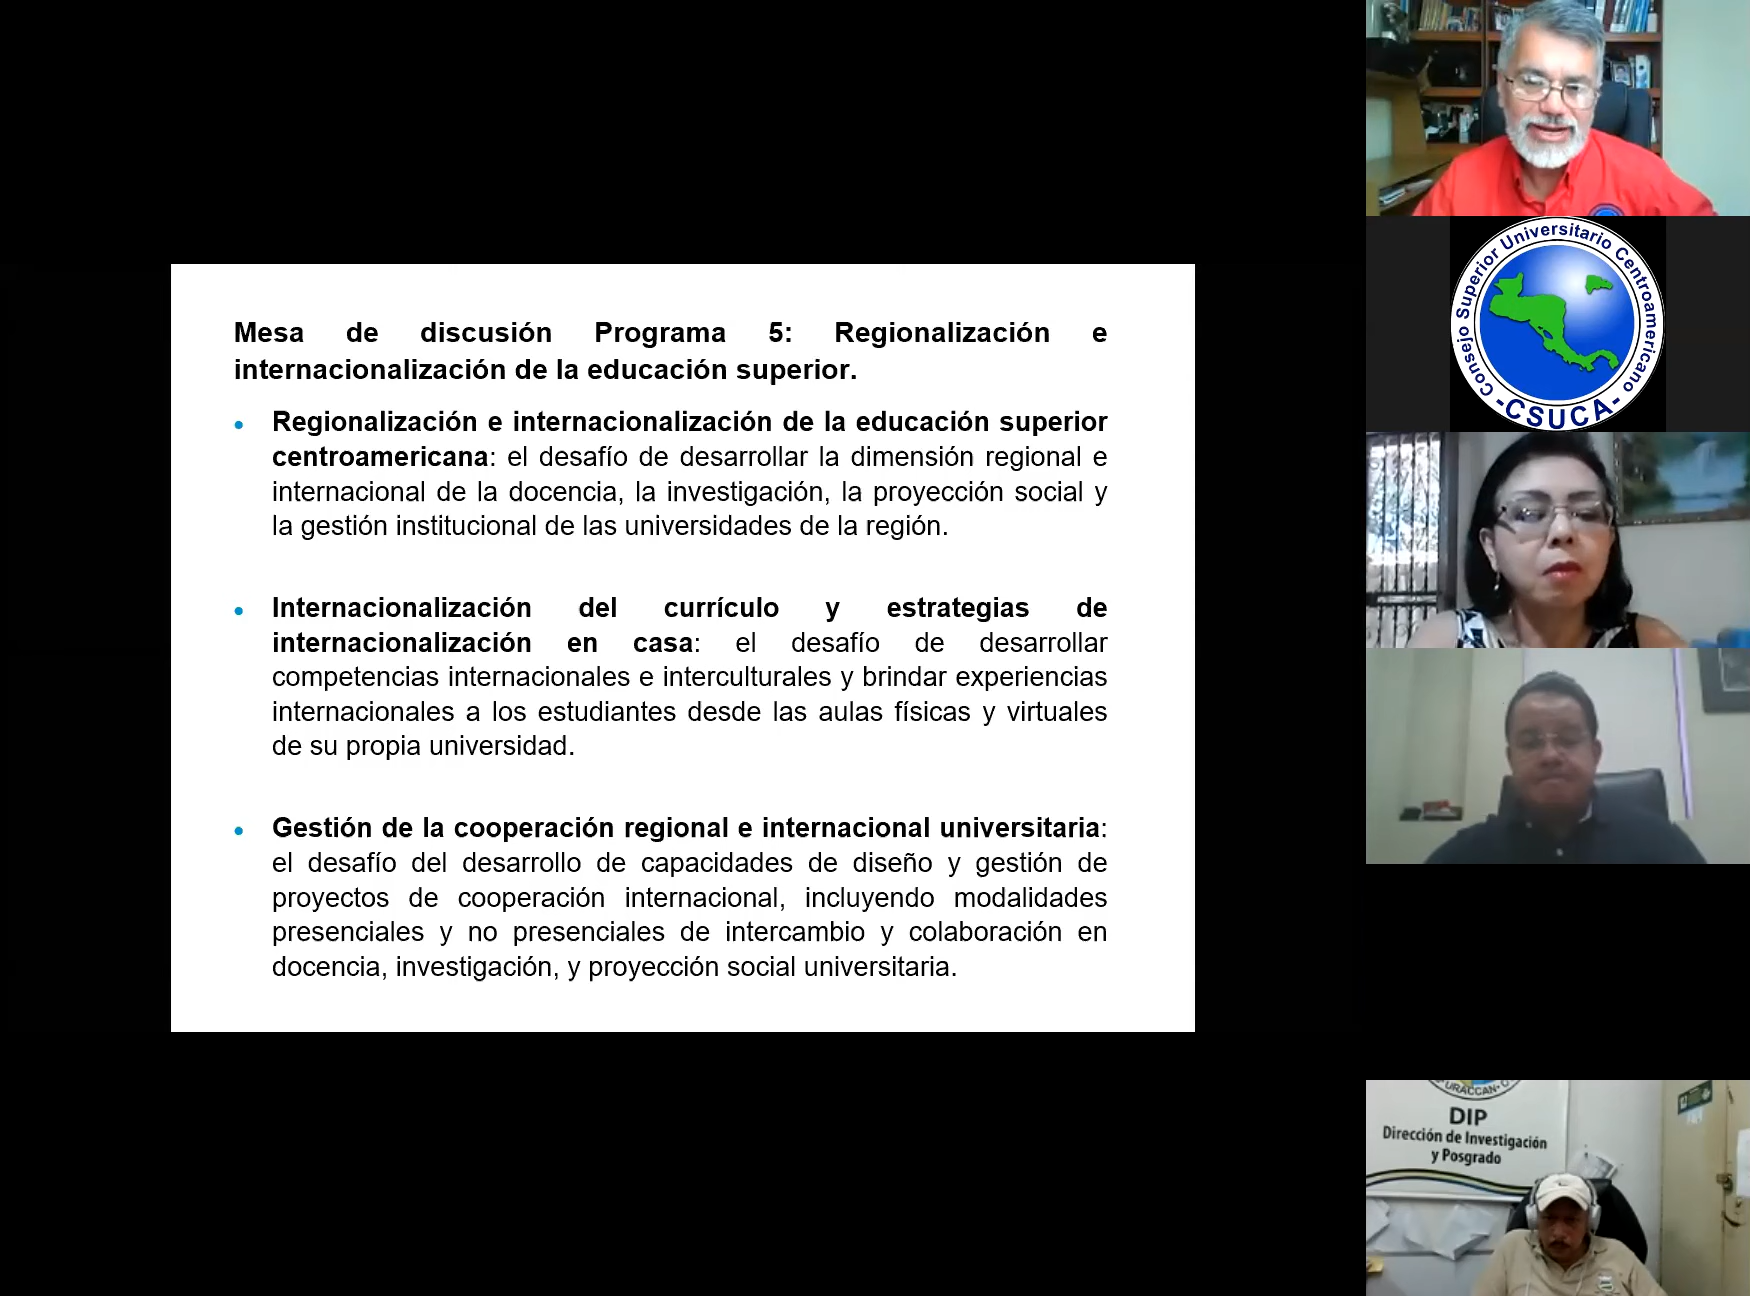 Mesa de discusión Programa 5: Regionalización e
internacionalización de la educación superior.
Regionalización e internacionalización de la educación superior
centroamericana: el desafío de desarrollar la dimensión regional e
internacional de la docencia, la investigación, la proyección social y
la gestión institucional de las universidades de la región.
Internacionalización del currículo y estrategias de
internacionalización en casa: el desafío de desarrollar
competencias internacionales e interculturales y brindar experiencias
internacionales a los estudiantes desde las aulas físicas y virtuales
de su propia universidad.
Gestión de la cooperación regional e internacional universitaria:
el desafío del desarrollo de capacidades de diseño y gestión de
proyectos de cooperación internacional, incluyendo modalidades
presenciales y no presenciales de intercambio y colaboración en
docencia, investigación, y proyección social universitaria.
Consejo Superior Universitario Centroamericano
-CSUCA-
URACCAN
DIP
Dirección de Investigación
y Posgrado